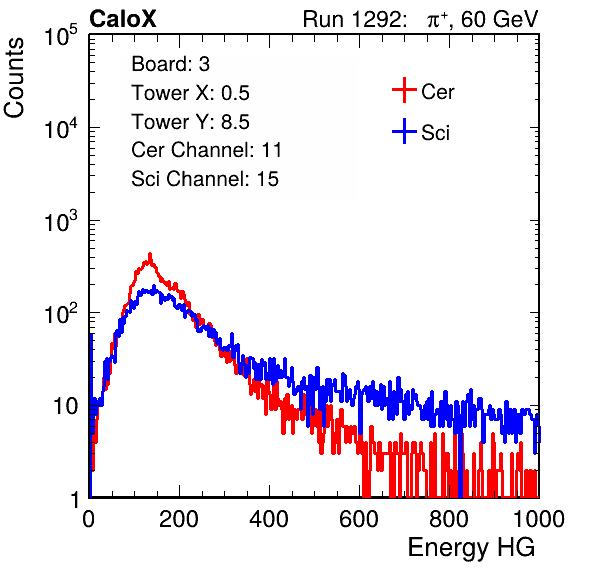 CaloX Run 1292: π⁺, 60 GeV
Counts
10⁵
10⁴
10³
10²
10
1
Board: 3
Tower X: 0.5
Tower Y: 8.5
Cer Channel: 11
Sci Channel: 15
Cer
Sci
0 200 400 600 800 1000
Energy HG